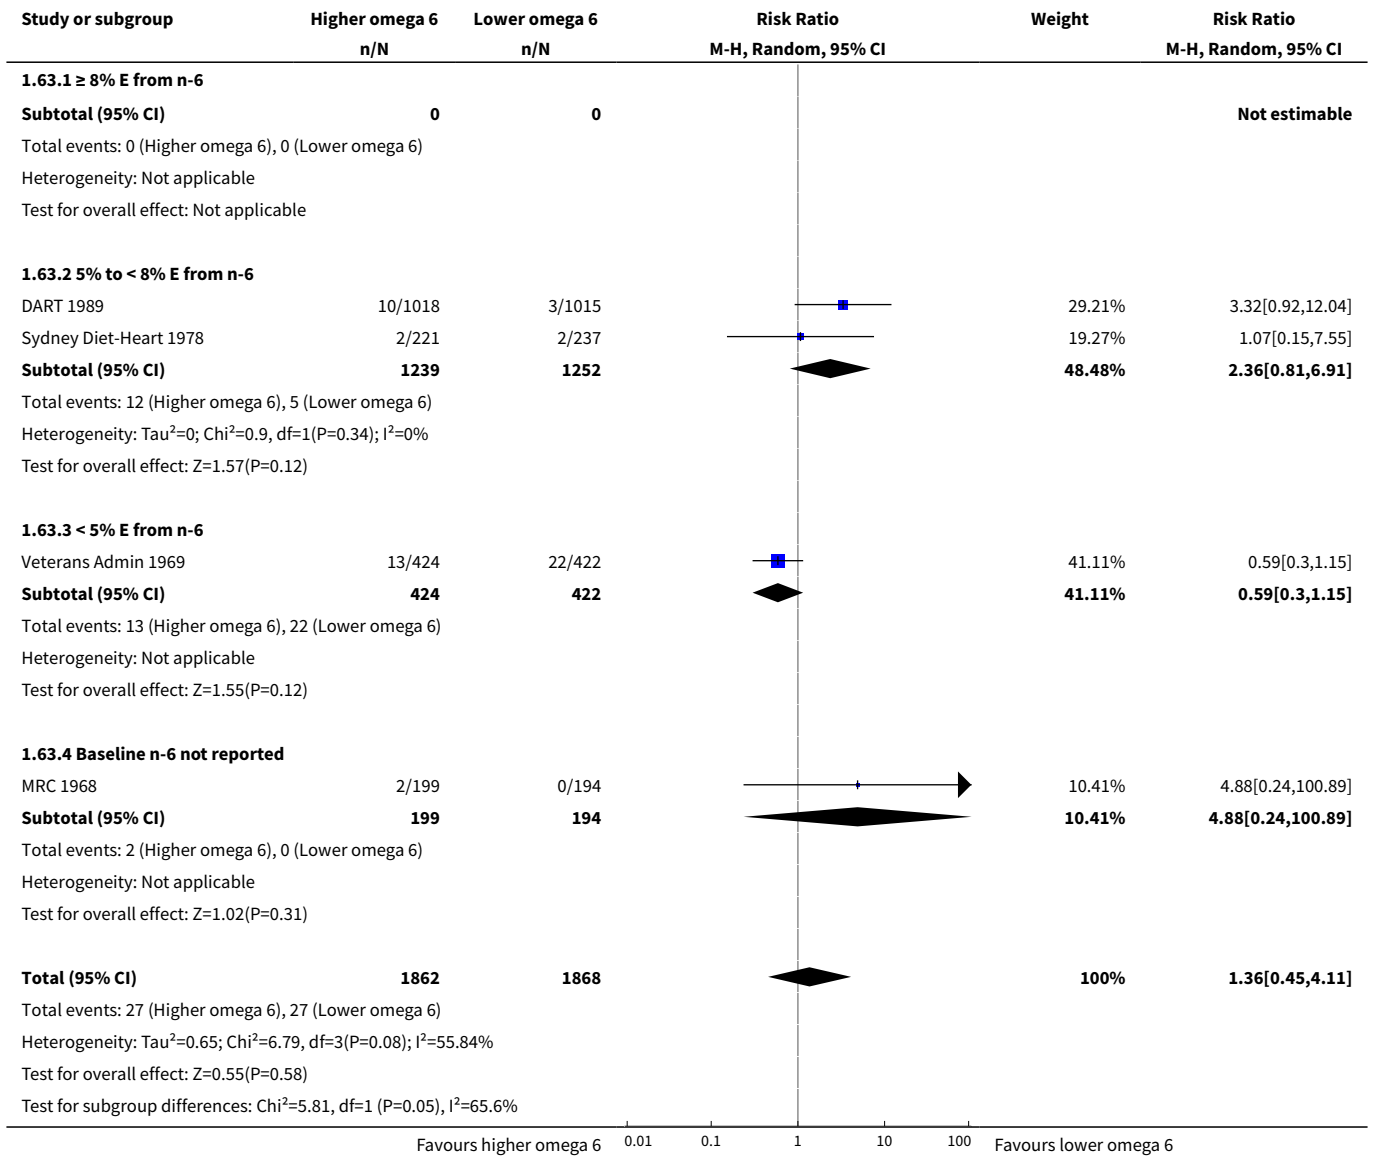 Study or subgroup Higher omega 6 Lower omega 6 Risk Ratio Weight Risk Ratio
n/N n/N M-H, Random, 95% CI M-H, Random, 95% CI
1.63.1 ≥ 8% E from n-6
Subtotal (95% CI) 0 0 Not estimable
Total events: 0 (Higher omega 6), 0 (Lower omega 6)
Heterogeneity: Not applicable
Test for overall effect: Not applicable
1.63.2 5% to < 8% E from n-6
DART 1989 10/1018 3/1015 29.21% 3.32[0.92,12.04]
Sydney Diet-Heart 1978 2/221 2/237 19.27% 1.07[0.15,7.55]
Subtotal (95% CI) 1239 1252 48.48% 2.36[0.81,6.91]
Total events: 12 (Higher omega 6), 5 (Lower omega 6)
Heterogeneity: Tau²=0; Chi²=0.9, df=1(P=0.34); I²=0%
Test for overall effect: Z=1.57(P=0.12)
1.63.3 < 5% E from n-6
Veterans Admin 1969 13/424 22/422 41.11% 0.59[0.3,1.15]
Subtotal (95% CI) 424 422 41.11% 0.59[0.3,1.15]
Total events: 13 (Higher omega 6), 22 (Lower omega 6)
Heterogeneity: Not applicable
Test for overall effect: Z=1.55(P=0.12)
1.63.4 Baseline n-6 not reported
MRC 1968 2/199 0/194 10.41% 4.88[0.24,100.89]
Subtotal (95% CI) 199 194 10.41% 4.88[0.24,100.89]
Total events: 2 (Higher omega 6), 0 (Lower omega 6)
Heterogeneity: Not applicable
Test for overall effect: Z=1.02(P=0.31)
Total (95% CI) 1862 1868 100% 1.36[0.45,4.11]
Total events: 27 (Higher omega 6), 27 (Lower omega 6)
Heterogeneity: Tau²=0.65; Chi²=6.79, df=3(P=0.08); I²=55.84%
Test for overall effect: Z=0.55(P=0.58)
Test for subgroup differences: Chi²=5.81, df=1 (P=0.05), I²=65.6%
Favours higher omega 6 0.01 0.1 1 10 100 Favours lower omega 6